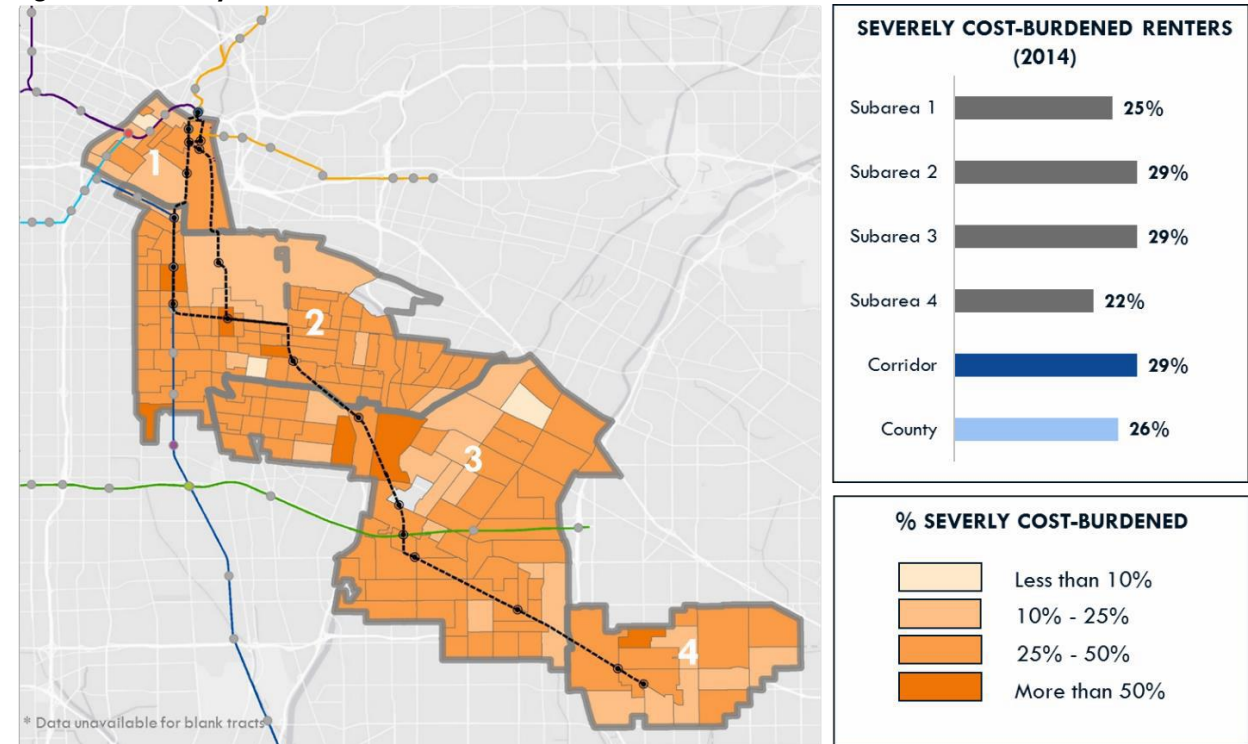 SEVERELY COST-BURDENED RENTERS
(2014)
Subarea 1 25%
Subarea 2 29%
Subarea 3 29%
Subarea 4 22%
Corridor 29%
County 26%
1
2
3
4
* Data unavailable for blank tracts
% SEVERLY COST-BURDENED
Less than 10%
10% - 25%
25% - 50%
More than 50%